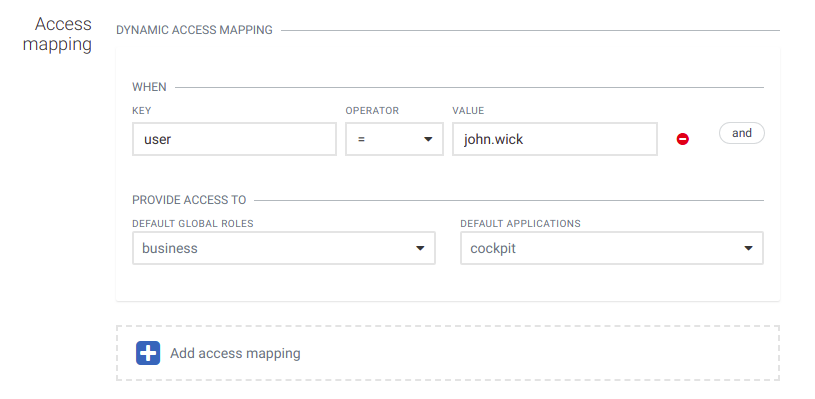 Access
mapping
DYNAMIC ACCESS MAPPING
WHEN
KEY OPERATOR VALUE
user = john.wick and
PROVIDE ACCESS TO
DEFAULT GLOBAL ROLES DEFAULT APPLICATIONS
business cockpit
Add access mapping